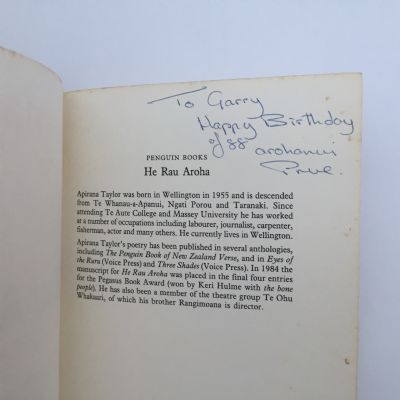 To Garry
Happy Birthday
of 88 arohanui
Prue.
PENGUIN BOOKS
He Rau Aroha
Apirana Taylor was born in Wellington in 1955 and is descended
from Te Whanau-a-Apanui, Ngati Porou and Taranaki. Since
attending Te Aute College and Massey University he has worked
at a number of occupations including labourer, journalist, carpenter,
fisherman, actor and many others. He currently lives in Wellington.
Apirana Taylor's poetry has been published in several anthologies,
including The Penguin Book of New Zealand Verse, and in Eyes of
the Ruru (Voice Press) and Three Shades (Voice Press). In 1984 the
manuscript for He Rau Aroha was placed in the final four entries
for the Pegasus Book Award (won by Keri Hulme with the bone
people). He has also been a member of the theatre group Te Ohu
Whakaari, of which his brother Rangimoana is director.